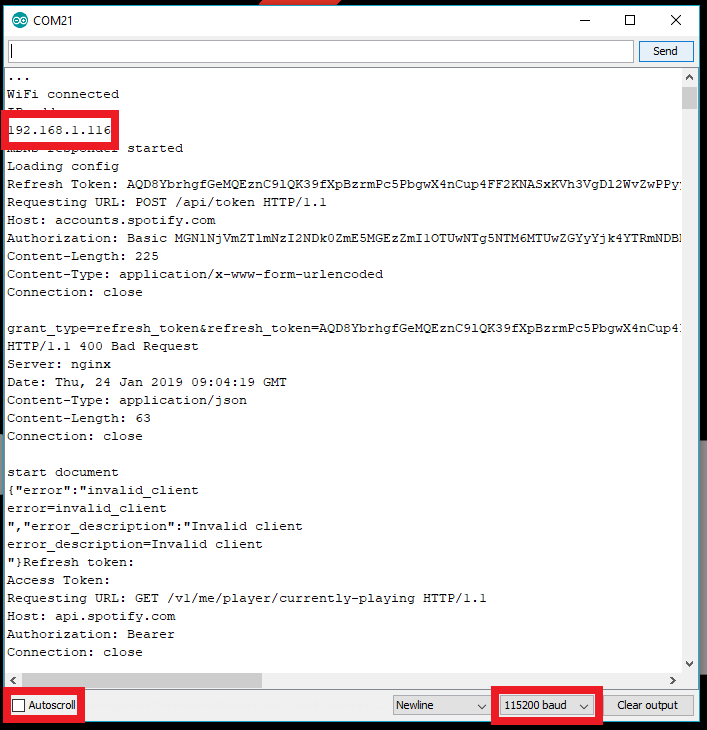 COM21
Send
...
WiFi connected
192.168.1.116
responder started
Loading config
Refresh Token: AQD8YbrhgfGeMQEznC9lQK39fXpBzrmPc5PbgwX4nCup4FF2KNASxKVh3VgDl2WvZwPPy
Requesting URL: POST /api/token HTTP/1.1
Host: accounts.spotify.com
Authorization: Basic MGNlNjVmZTlmNzI2NDk0ZmE5MGEzZmI1OTUwNTg5NTM6MTUwZGYyYjk4YTRmNDB
Content-Length: 225
Content-Type: application/x-www-form-urlencoded
Connection: close
grant_type=refresh_token&refresh_token=AQD8YbrhgfGeMQEznC9lQK39fXpBzrmPc5PbgwX4nCup4
HTTP/1.1 400 Bad Request
Server: nginx
Date: Thu, 24 Jan 2019 09:04:19 GMT
Content-Type: application/json
Content-Length: 63
Connection: close
start document
{"error":"invalid_client
error=invalid_client
","error_description":"Invalid client
error_description=Invalid client
"}Refresh token:
Access Token:
Requesting URL: GET /v1/me/player/currently-playing HTTP/1.1
Host: api.spotify.com
Authorization: Bearer
Connection: close
Autoscroll
Newline
115200 baud
Clear output